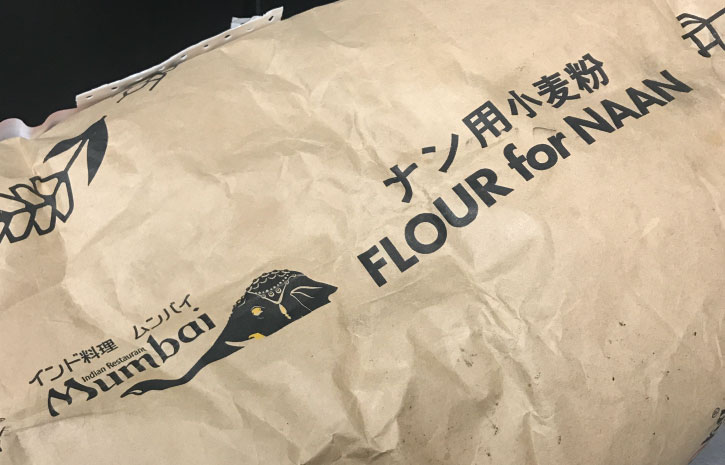 ナン用小麦粉
FLOUR for NAAN
インド料理 ムンバイ
Indian Restaurant
Mumbai